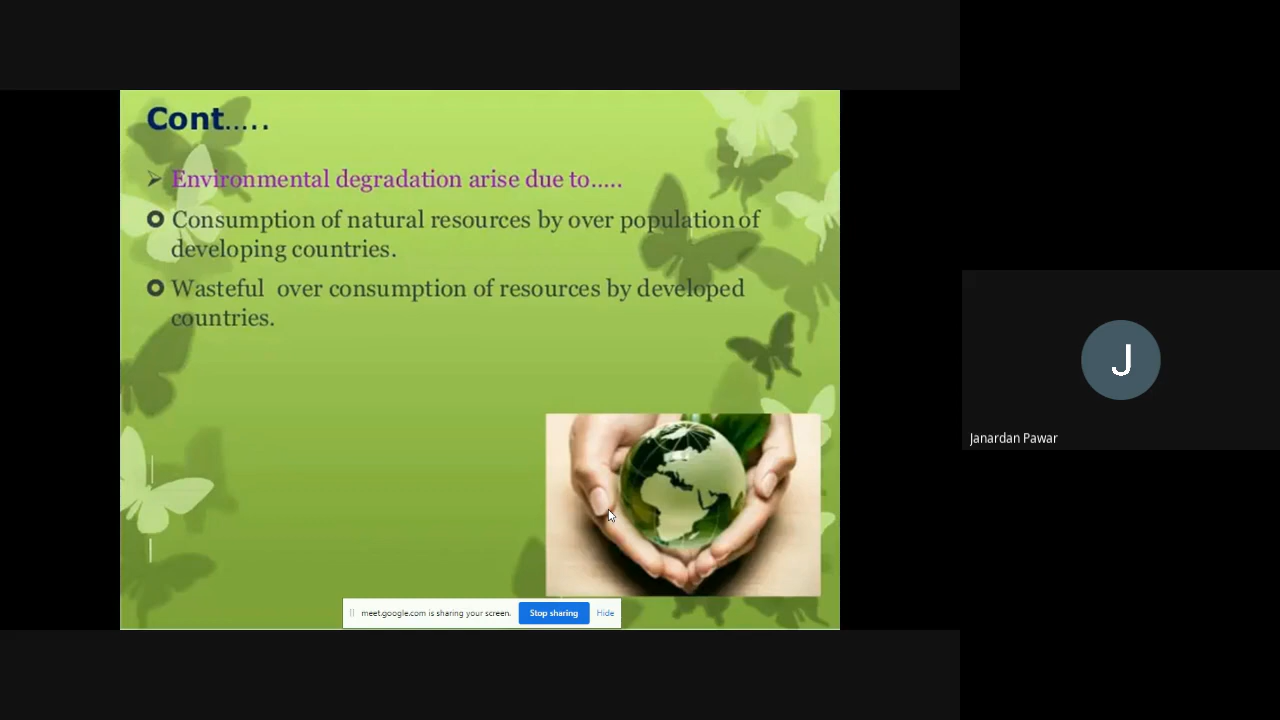 Cont.....
Environmental degradation arise due to.....
Consumption of natural resources by over population of
developing countries.
Wasteful over consumption of resources by developed
countries.
meet.google.com is sharing your screen. Stop sharing Hide
J
Janardan Pawar